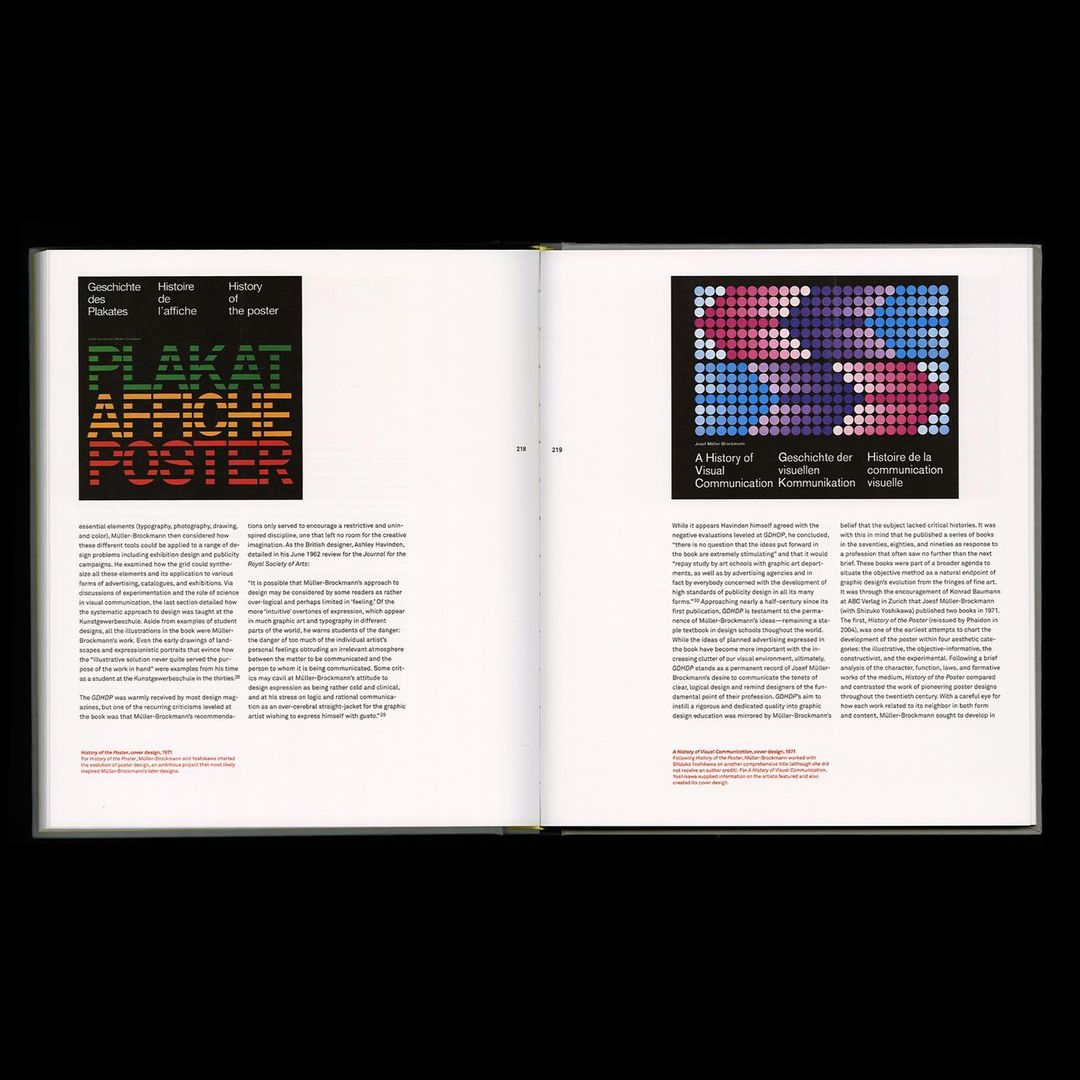 Geschichte
des
Plakates
Histoire
de
l'affiche
History
of
the poster
PLAKAT
AFFICHE
POSTER
essential elements (typography, photography, drawing,
and color), Müller-Brockmann then considered how
these different tools could be applied to a range of de-
sign problems including exhibition design and publicity
campaigns. He examined how the grid could synthe-
size all these elements and its application to various
forms of advertising, catalogues, and exhibitions. Via
discussions of experimentation and the role of science
in visual communication, the last section detailed how
the systematic approach to design was taught at the
Kunstgewerbeschule. Aside from examples of student
designs, all the illustrations in the book were Müller-
Brockmann's work. Even the early drawings of land-
scapes and expressionistic portraits that evince how
the "illustrative solution never quite served the pur-
pose of the work in hand" were examples from his time
as a student at the Kunstgewerbeschule in the thirties.28
The GDHDP was warmly received by most design mag-
azines, but one of the recurring criticisms leveled at
the book was that Müller-Brockmann's recommenda-
tions only served to encourage a restrictive and unin-
spired discipline, one that left no room for the creative
imagination. As the British designer, Ashley Havinden,
detailed in his June 1962 review for the Journal for the
Royal Society of Arts:
"It is possible that Müller-Brockmann's approach to
design may be considered by some readers as rather
over-logical and perhaps limited in 'feeling.' Of the
more 'intuitive' overtones of expression, which appear
in much graphic art and typography in different
parts of the world, he warns students of the danger:
the danger of too much of the individual artist's
personal feelings obtruding an irrelevant atmosphere
between the matter to be communicated and the
person to whom it is being communicated. Some crit-
ics may cavil at Müller-Brockmann's attitude to
design expression as being rather cold and clinical,
and at his stress on logic and rational communica-
tion as an over-cerebral straight-jacket for the graphic
artist wishing to express himself with gusto."29
History of the Poster, cover design, 1971
For History of the Poster, Müller-Brockmann and Yoshikawa charted
the evolution of poster design, an ambitious project that most likely
inspired Müller-Brockmann's later designs.
218
219
Josef Müller-Brockmann
A History of
Visual
Communication
Geschichte der
visuellen
Kommunikation
Histoire de la
communication
visuelle
While it appears Havinden himself agreed with the
negative evaluations leveled at GDHDP, he concluded,
"there is no question that the ideas put forward in
the book are extremely stimulating" and that it would
"repay study by art schools with graphic art depart-
ments, as well as by advertising agencies and in
fact by everybody concerned with the development of
high standards of publicity design in all its many
forms."30 Approaching nearly a half-century since its
first publication, GDHDP is testament to the perma-
nence of Müller-Brockmann's ideas—remaining a sta-
ple textbook in design schools thoughout the world.
While the ideas of planned advertising expressed in
the book have become more important with the in-
creasing clutter of our visual environment, ultimately,
GDHDP stands as a permanent record of Josef Müller-
Brockmann's desire to communicate the tenets of
clear, logical design and remind designers of the fun-
damental point of their profession. GDHDP's aim to
instill a rigorous and dedicated quality into graphic
design education was mirrored by Müller-Brockmann's
belief that the subject lacked critical histories. It was
with this in mind that he published a series of books
in the seventies, eighties, and nineties as response to
a profession that often saw no further than the next
brief. These books were part of a broader agenda to
situate the objective method as a natural endpoint of
graphic design's evolution from the fringes of fine art.
It was through the encouragement of Konrad Baumann
at ABC Verlag in Zurich that Joesf Müller-Brockmann
(with Shizuko Yoshikawa) published two books in 1971.
The first, History of the Poster (reissued by Phaidon in
2004), was one of the earliest attempts to chart the
development of the poster within four aesthetic cate-
gories: the illustrative, the objective-informative, the
constructivist, and the experimental. Following a brief
analysis of the character, function, laws, and formative
works of the medium, History of the Poster compared
and contrasted the work of pioneering poster designs
throughout the twentieth century. With a careful eye for
how each work related to its neighbor in both form
and content, Müller-Brockmann sought to develop in
A History of Visual Communication, cover design, 1971
Following History of the Poster, Müller-Brockmann worked with
Shizuko Yoshikawa on another comprehensive title (although she did
not receive an author credit). For A History of Visual Communication,
Yoshikawa supplied information on the artists featured and also
created its cover design.